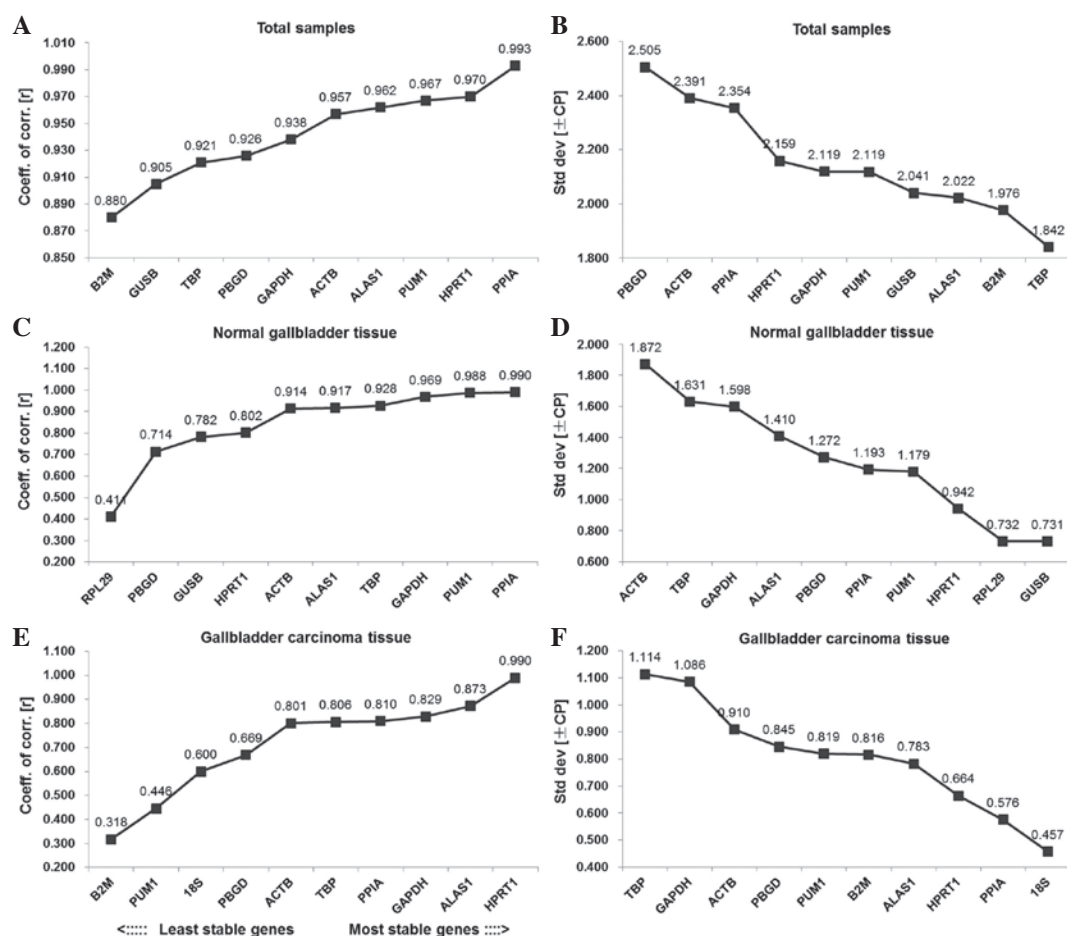 A
Total samples
Coeff. of corr. [r]
1.010
0.990
0.970
0.950
0.930
0.910
0.890
0.870
0.850
0.880
0.905
0.921
0.926
0.938
0.957
0.962
0.967
0.970
0.993
B2M
GUSB
TBP
PBGD
GAPDH
ACTB
ALAS1
PUM1
HPRT1
PPIA
B
Total samples
Std dev [±CP]
2.600
2.400
2.200
2.000
1.800
2.505
2.391
2.354
2.159
2.119
2.119
2.041
2.022
1.976
1.842
PBGD
ACTB
PPIA
HPRT1
GAPDH
PUM1
GUSB
ALAS1
B2M
TBP
C
Normal gallbladder tissue
Coeff. of corr. [r]
1.200
1.100
1.000
0.900
0.800
0.700
0.600
0.500
0.400
0.300
0.200
0.411
0.714
0.782
0.802
0.914
0.917
0.928
0.969
0.988
0.990
RPL29
PBGD
GUSB
HPRT1
ACTB
ALAS1
TBP
GAPDH
PUM1
PPIA
D
Normal gallbladder tissue
Std dev [±CP]
2.000
1.800
1.600
1.400
1.200
1.000
0.800
0.600
1.872
1.631
1.598
1.410
1.272
1.193
1.179
0.942
0.732
0.731
ACTB
TBP
GAPDH
ALAS1
PBGD
PPIA
PUM1
HPRT1
RPL29
GUSB
E
Gallbladder carcinoma tissue
Coeff. of corr. [r]
1.100
1.000
0.900
0.800
0.700
0.600
0.500
0.400
0.300
0.200
0.318
0.446
0.600
0.669
0.801
0.806
0.810
0.829
0.873
0.990
B2M
PUM1
18S
PBGD
ACTB
TBP
PPIA
GAPDH
ALAS1
HPRT1
<::::: Least stable genes
Most stable genes ::::>
F
Gallbladder carcinoma tissue
Std dev [±CP]
1.200
1.100
1.000
0.900
0.800
0.700
0.600
0.500
0.400
1.114
1.086
0.910
0.845
0.819
0.816
0.783
0.664
0.576
0.457
TBP
GAPDH
ACTB
PBGD
PUM1
B2M
ALAS1
HPRT1
PPIA
18S